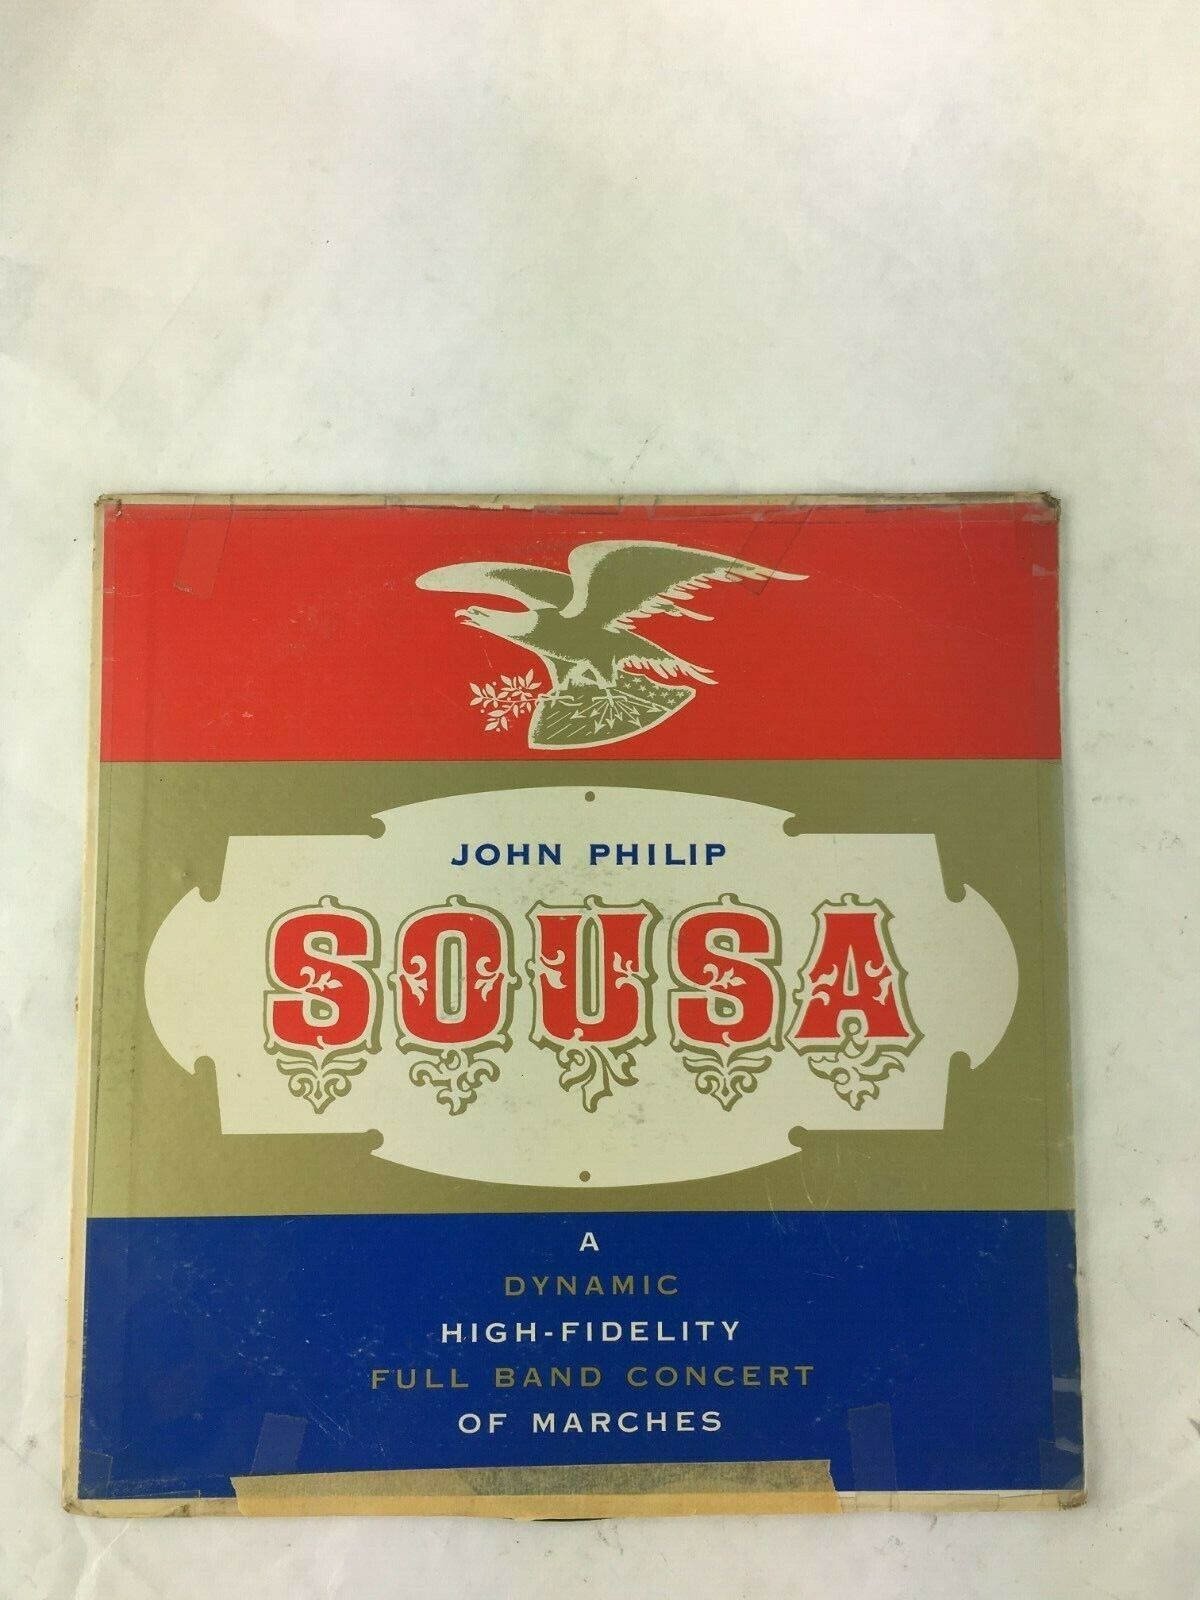 JOHN PHILIP
SOUSA
A
DYNAMIC
HIGH-FIDELITY
FULL BAND CONCERT
OF MARCHES